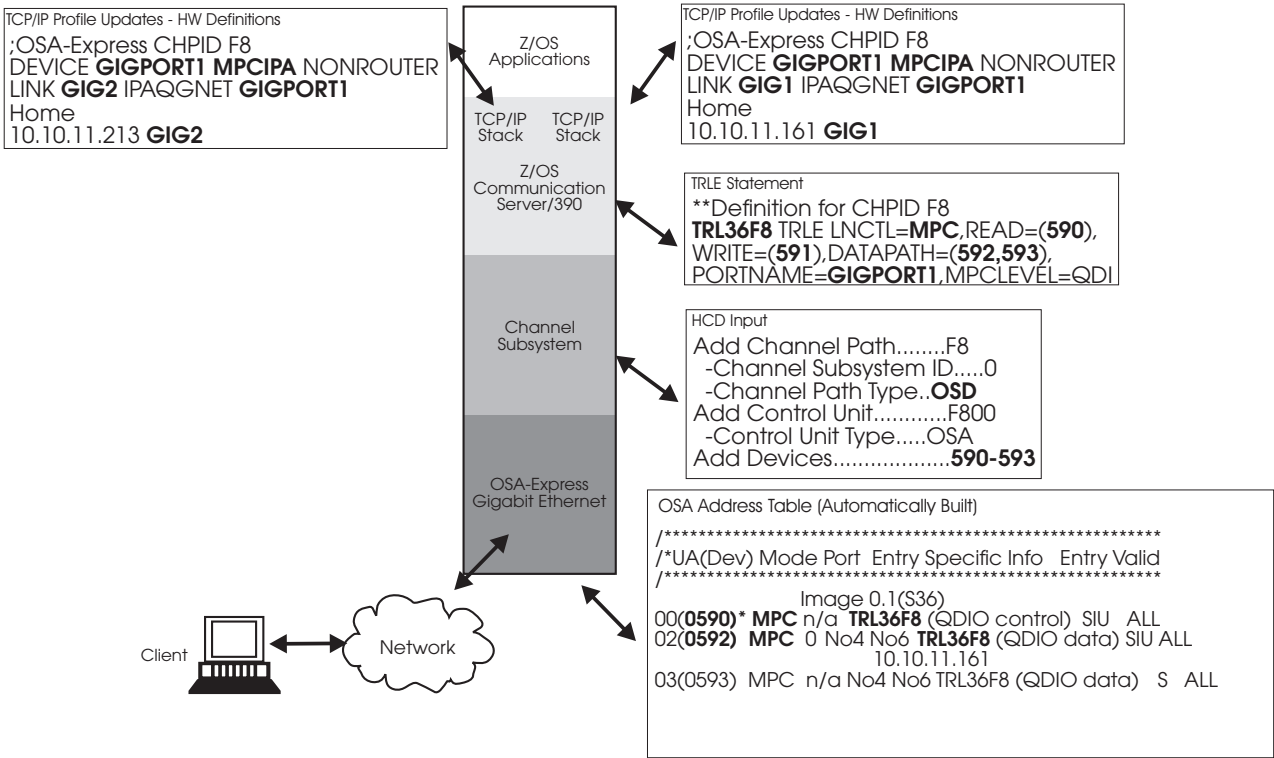 TCP/IP Profile Updates - HW Definitions
;OSA-Express CHPID F8
DEVICE GIGPORT1 MPCIPA NONROUTER
LINK GIG2 IPAQGNET GIGPORT1
Home
10.10.11.213 GIG2
Z/OS
Applications
TCP/IP
Stack
TCP/IP
Stack
Z/OS
Communication
Server/390
Channel
Subsystem
OSA-Express
Gigabit Ethernet
TCP/IP Profile Updates - HW Definitions
;OSA-Express CHPID F8
DEVICE GIGPORT1 MPCIPA NONROUTER
LINK GIG1 IPAQGNET GIGPORT1
Home
10.10.11.161 GIG1
TRLE Statement
**Definition for CHPID F8
TRL36F8 TRLE LNCTL=MPC,READ=(590),
WRITE=(591),DATAPATH=(592,593),
PORTNAME=GIGPORT1,MPCLEVEL=QDI
HCD Input
Add Channel Path........F8
-Channel Subsystem ID.....0
-Channel Path Type..OSD
Add Control Unit............F800
-Control Unit Type.....OSA
Add Devices...................590-593
OSA Address Table (Automatically Built)
/**********************************************************
/*UA(Dev) Mode Port Entry Specific Info Entry Valid
/**********************************************************
Image 0.1(S36)
00(0590)* MPC n/a TRL36F8 (QDIO control) SIU ALL
02(0592) MPC 0 No4 No6 TRL36F8 (QDIO data) SIU ALL
10.10.11.161
03(0593) MPC n/a No4 No6 TRL36F8 (QDIO data) S ALL
Client
Network